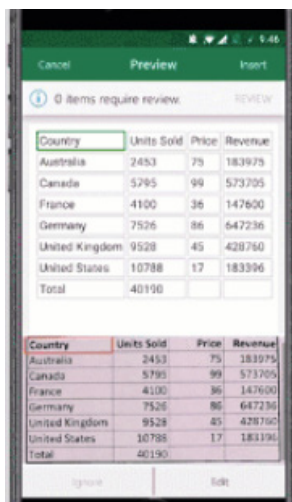 9:46
Cancel Preview Insert
0 items require review. REVIEW
Country Units Sold Price Revenue
Australia 2453 75 183975
Canada 5795 99 573705
France 4100 36 147600
Germany 7526 86 647236
United Kingdom 9528 45 428760
United States 10788 17 183396
Total 40190
Country Units Sold Price Revenue
Australia 2453 75 183975
Canada 5795 99 573705
France 4100 36 147600
Germany 7526 86 647236
United Kingdom 9528 45 428760
United States 10788 17 183396
Total 40190
Ignore Edit